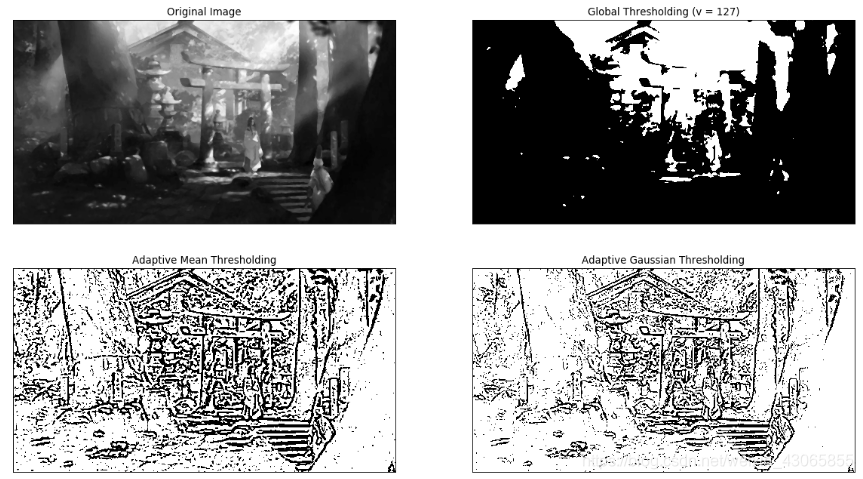 Original Image
Global Thresholding (v = 127)
Adaptive Mean Thresholding
Adaptive Gaussian Thresholding